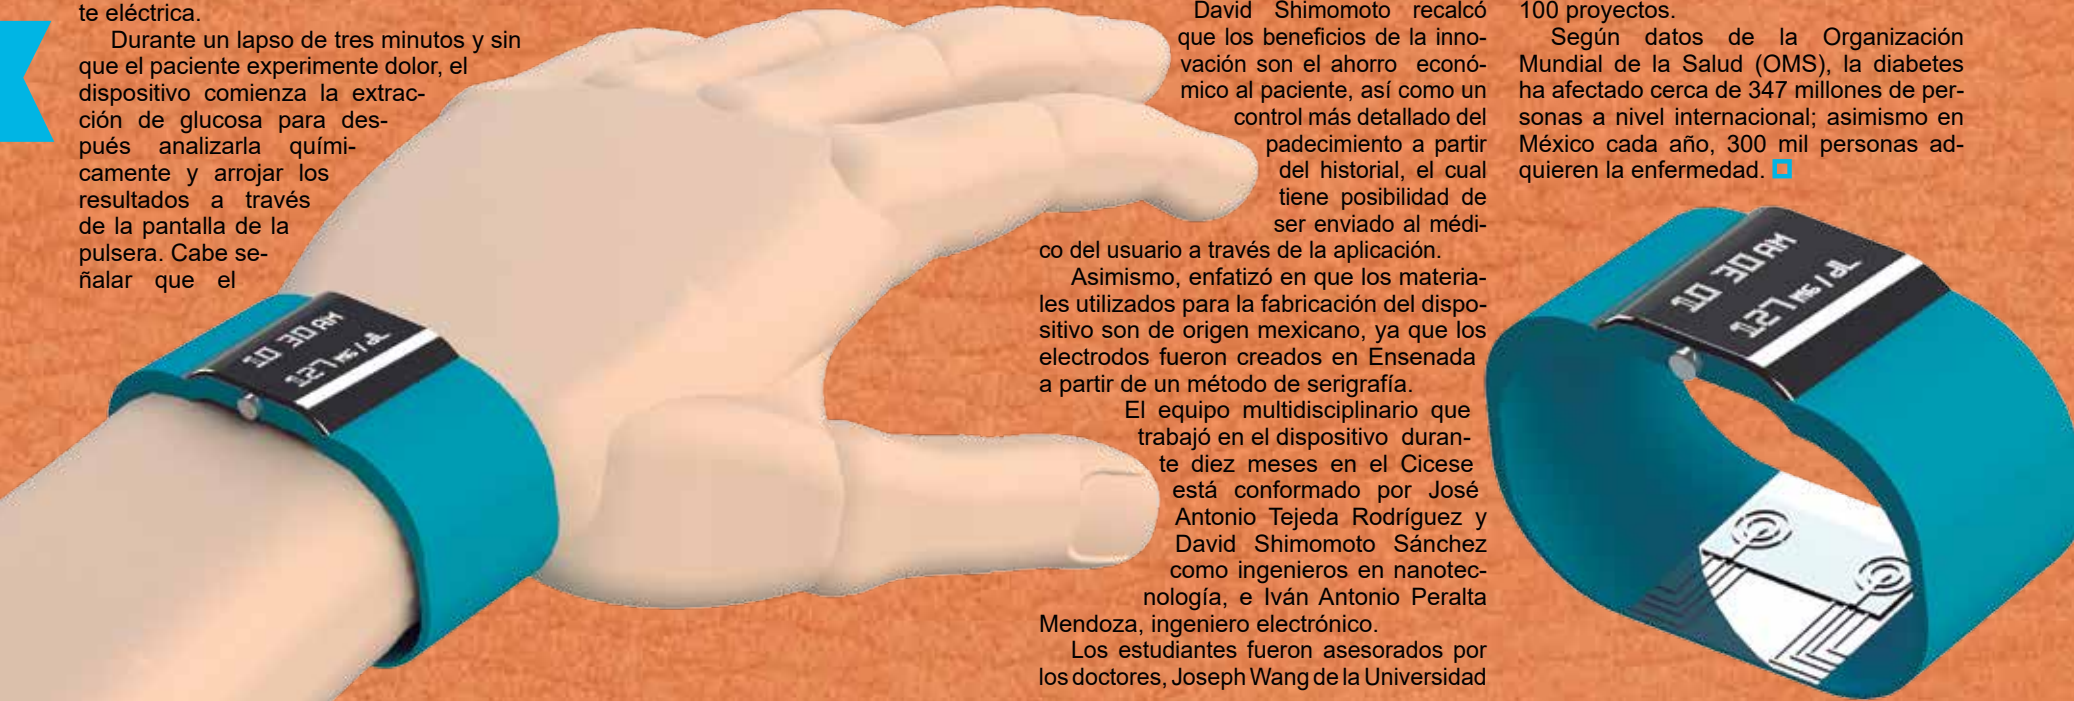 te eléctrica.
Durante un lapso de tres minutos y sin
que el paciente experimente dolor, el
dispositivo comienza la extrac-
ción de glucosa para des-
pués analizarla quími-
camente y arrojar los
resultados a través
de la pantalla de la
pulsera. Cabe se-
ñalar que el
10 30 AM
127 MG / DL
David Shimomoto recalcó
que los beneficios de la inno-
vación son el ahorro econó-
mico al paciente, así como un
control más detallado del
padecimiento a partir
del historial, el cual
tiene posibilidad de
ser enviado al médi-
co del usuario a través de la aplicación.
Asimismo, enfatizó en que los materia-
les utilizados para la fabricación del dispo-
sitivo son de origen mexicano, ya que los
electrodos fueron creados en Ensenada
a partir de un método de serigrafía.
El equipo multidisciplinario que
trabajó en el dispositivo duran-
te diez meses en el Cicese
está conformado por José
Antonio Tejeda Rodríguez y
David Shimomoto Sánchez
como ingenieros en nanotec-
nología, e Iván Antonio Peralta
Mendoza, ingeniero electrónico.
Los estudiantes fueron asesorados por
los doctores, Joseph Wang de la Universidad
100 proyectos.
Según datos de la Organización
Mundial de la Salud (OMS), la diabetes
ha afectado cerca de 347 millones de per-
sonas a nivel internacional; asimismo en
México cada año, 300 mil personas ad-
quieren la enfermedad.
10 30 AM
127 MG / DL